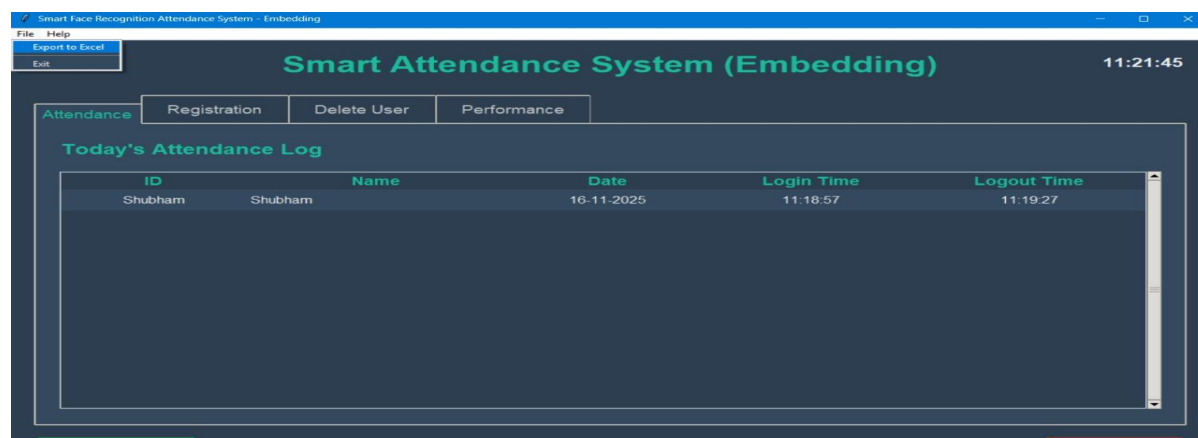 Smart Face Recognition Attendance System - Embedding
File Help
Export to Excel
Exit
Smart Attendance System (Embedding)
11:21:45
Attendance Registration Delete User Performance
Today's Attendance Log
ID Name Date Login Time Logout Time
Shubham Shubham 16-11-2025 11:18:57 11:19:27